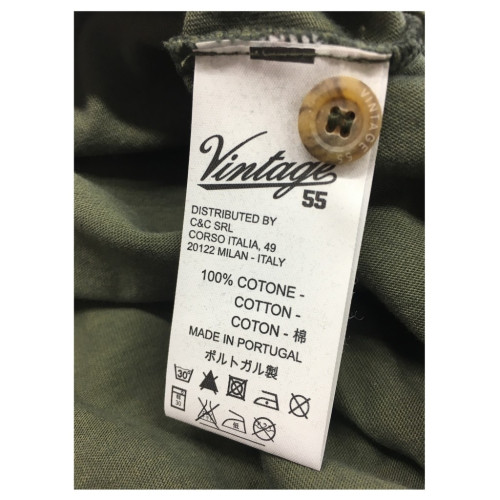 Vintage
55
VINTAGE 55
DISTRIBUTED BY
C&C SRL
CORSO ITALIA, 49
20122 MILAN - ITALY
100% COTONE -
COTTON -
COTON - 棉
MADE IN PORTUGAL
ポルトガル製
30°